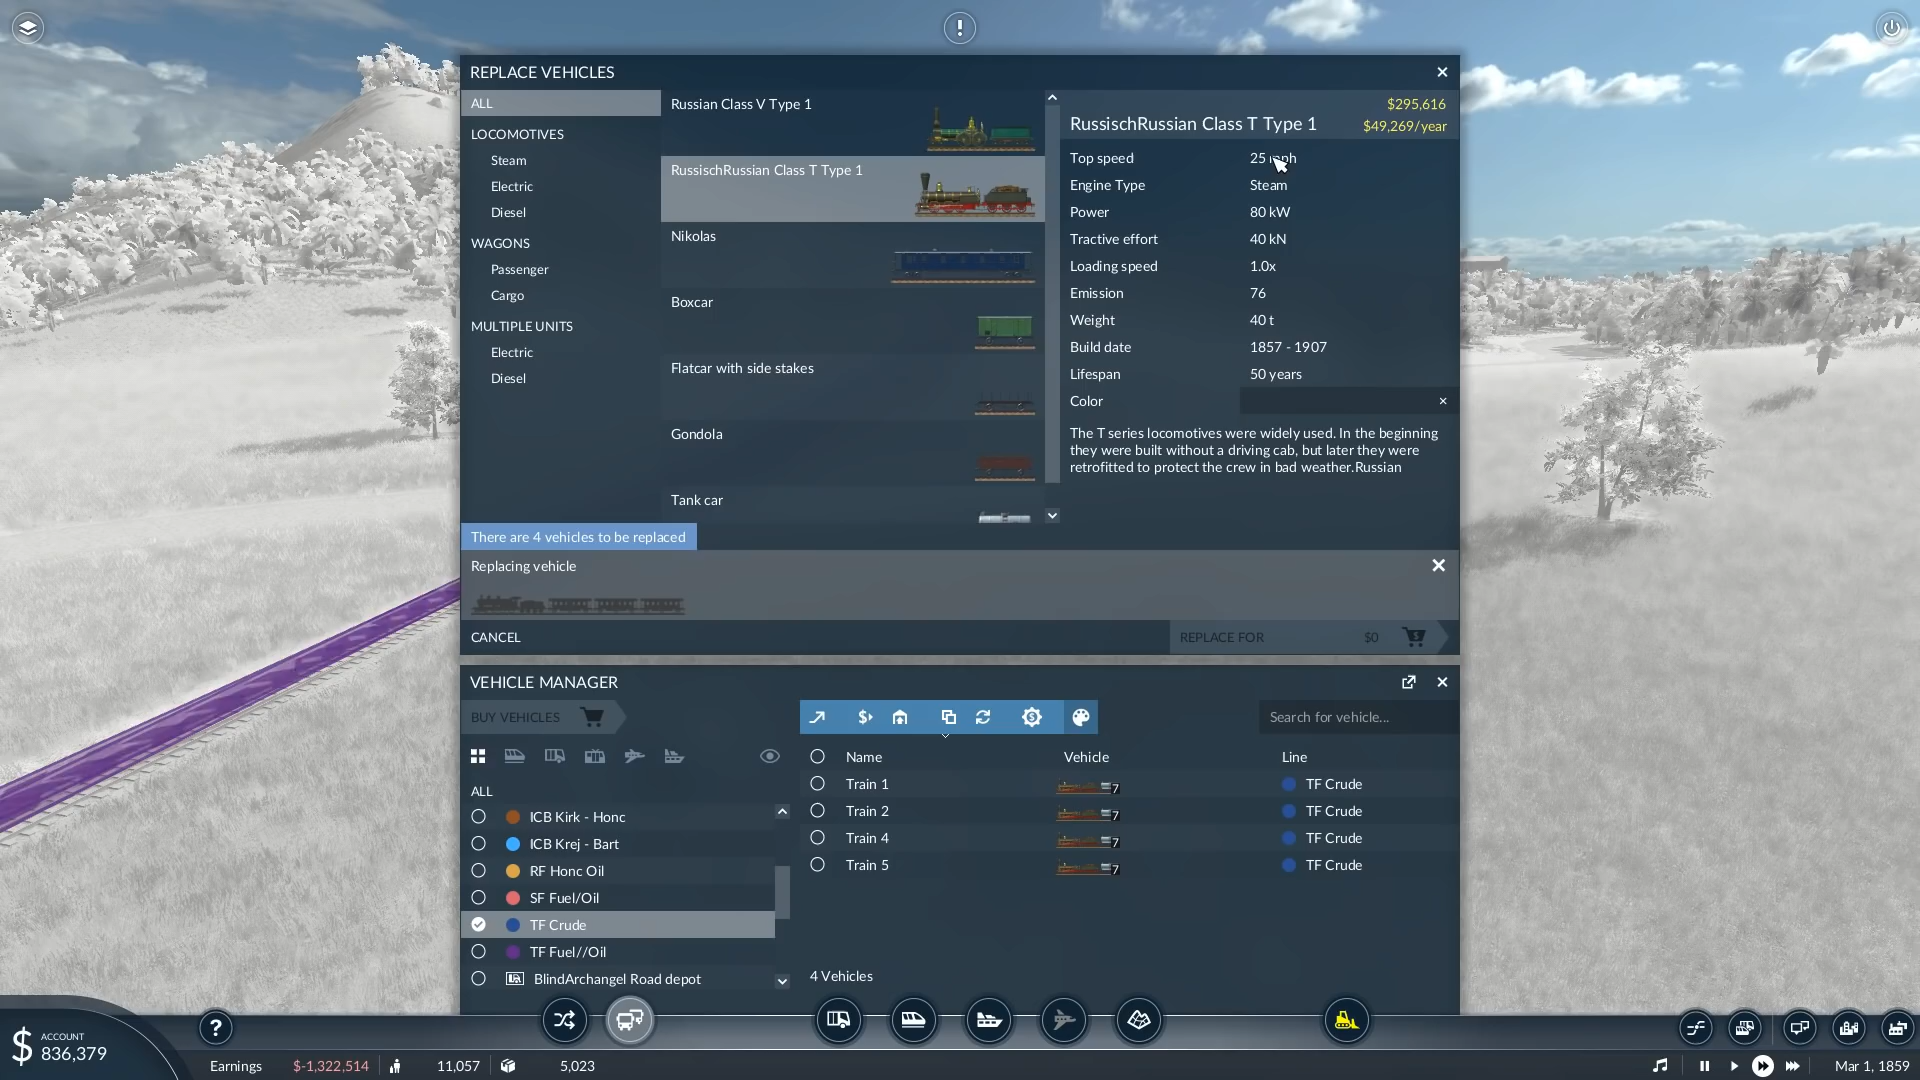 REPLACE VEHICLES
ALL
LOCOMOTIVES
Steam
Electric
Diesel
WAGONS
Passenger
Cargo
MULTIPLE UNITS
Electric
Diesel
Russian Class V Type 1
RussischRussian Class T Type 1
Nikolas
Boxcar
Flatcar with side stakes
Gondola
Tank car
$295,616
RussischRussian Class T Type 1 $49,269/year
Top speed 25 mph
Engine Type Steam
Power 80 kW
Tractive effort 40 kN
Loading speed 1.0x
Emission 76
Weight 40 t
Build date 1857 - 1907
Lifespan 50 years
Color
The T series locomotives were widely used. In the beginning
they were built without a driving cab, but later they were
retrofitted to protect the crew in bad weather.Russian
There are 4 vehicles to be replaced
Replacing vehicle
CANCEL
REPLACE FOR $0
VEHICLE MANAGER
BUY VEHICLES
Search for vehicle...
ALL
ICB Kirk - Honc
ICB Krej - Bart
RF Honc Oil
SF Fuel/Oil
TF Crude
TF Fuel//Oil
BlindArchangel Road depot
Name Vehicle Line
Train 1 7 TF Crude
Train 2 7 TF Crude
Train 4 7 TF Crude
Train 5 7 TF Crude
4 Vehicles
$ ACCOUNT
836,379
?
Earnings $-1,322,514 11,057 5,023
Mar 1, 1859